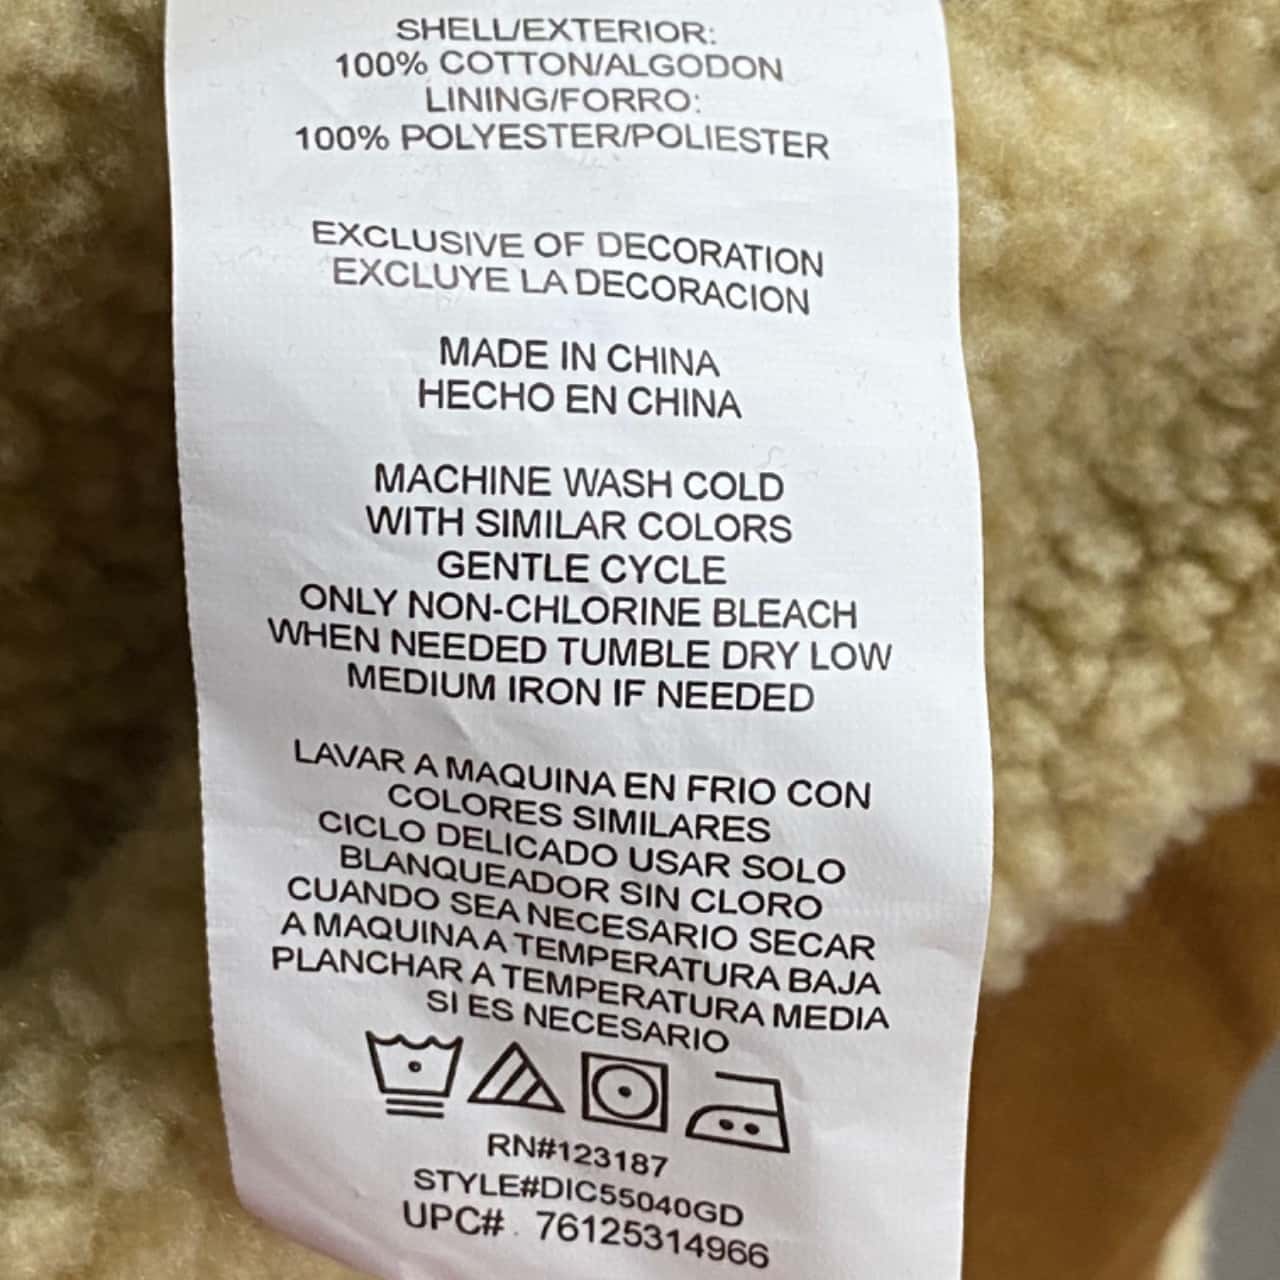 SHELL/EXTERIOR:
100% COTTON/ALGODON
LINING/FORRO:
100% POLYESTER/POLIESTER
EXCLUSIVE OF DECORATION
EXCLUYE LA DECORACION
MADE IN CHINA
HECHO EN CHINA
MACHINE WASH COLD
WITH SIMILAR COLORS
GENTLE CYCLE
ONLY NON-CHLORINE BLEACH
WHEN NEEDED TUMBLE DRY LOW
MEDIUM IRON IF NEEDED
LAVAR A MAQUINA EN FRIO CON
COLORES SIMILARES
CICLO DELICADO USAR SOLO
BLANQUEADOR SIN CLORO
CUANDO SEA NECESARIO SECAR
A MAQUINA A TEMPERATURA BAJA
PLANCHAR A TEMPERATURA MEDIA
SI ES NECESARIO
RN#123187
STYLE#DIC55040GD
UPC# 76125314966